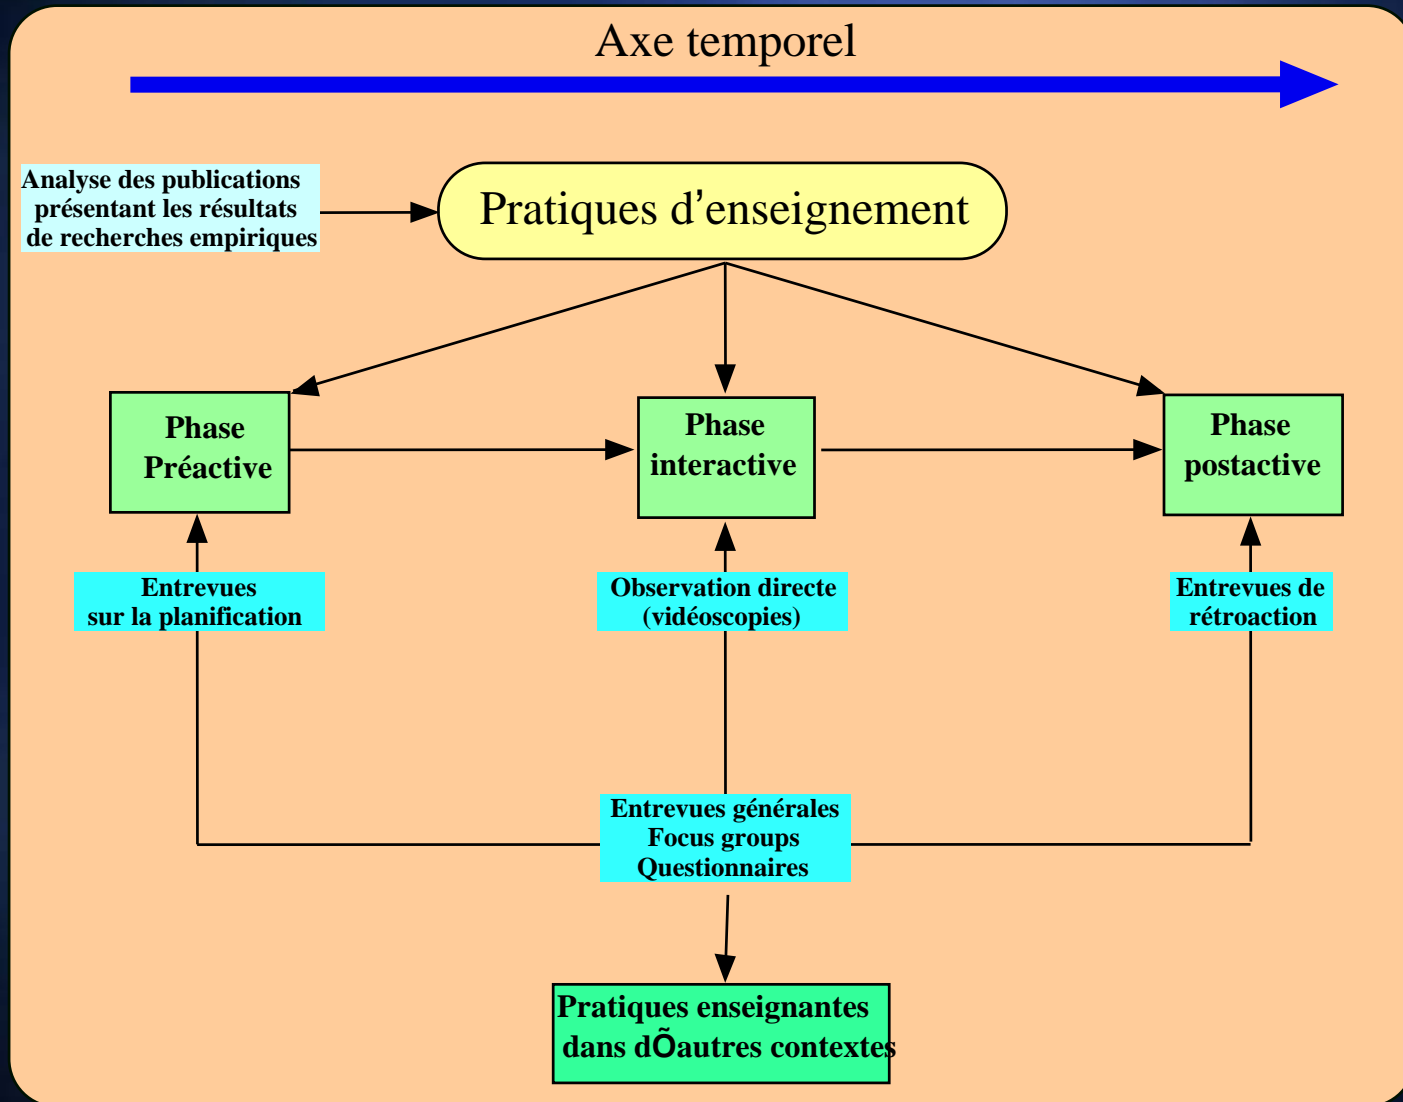 Axe temporel
Analyse des publications
présentant les résultats
de recherches empiriques
Pratiques d'enseignement
Phase
Préactive
Phase
interactive
Phase
postactive
Entrevues
sur la planification
Observation directe
(vidéoscopies)
Entrevues de
rétroaction
Entrevues générales
Focus groups
Questionnaires
Pratiques enseignantes
dans dÕautres contextes